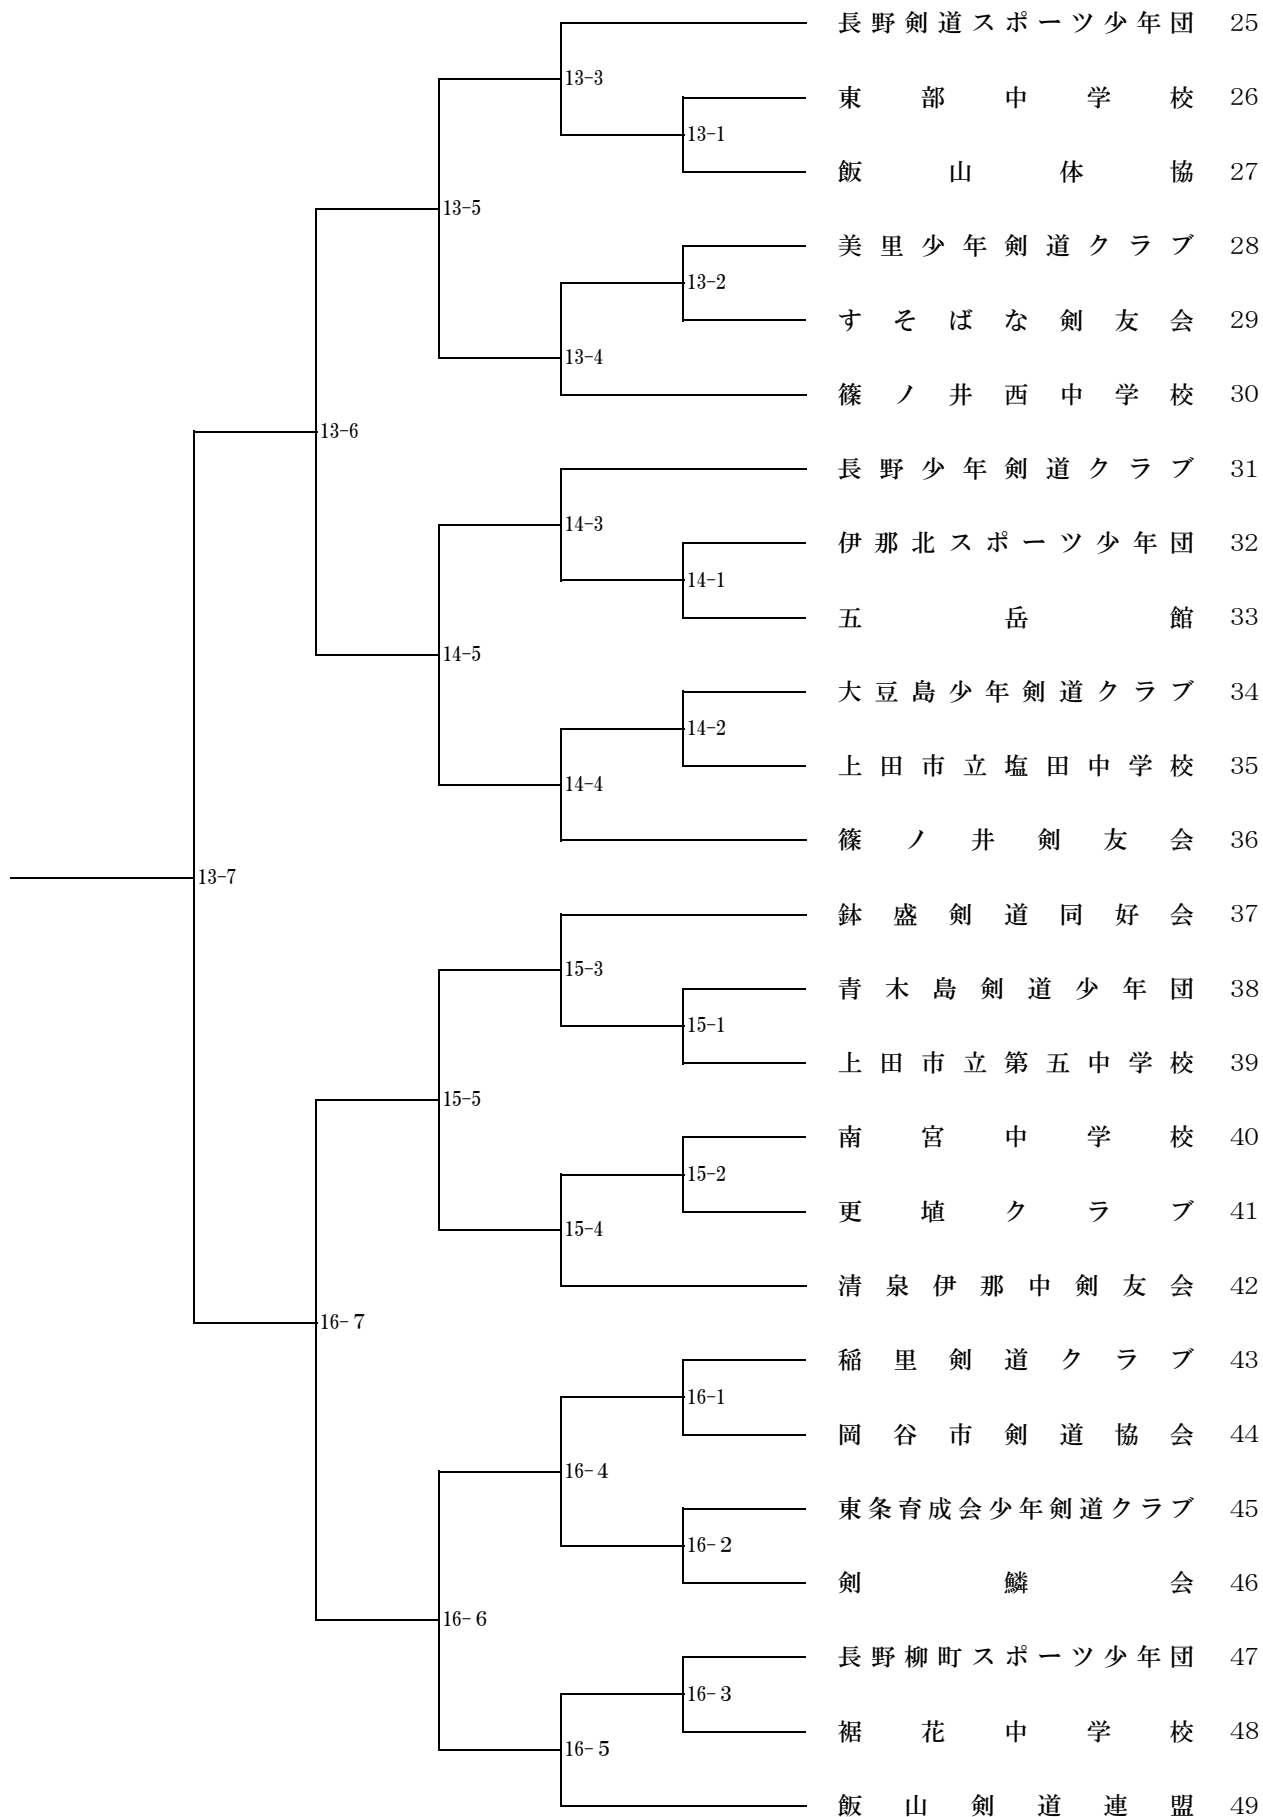 長野剣道スポーツ少年団 25
13-3
東部中学校 26
13-1
飯山体協 27
13-5
美里少年剣道クラブ 28
13-2
すそばな剣友会 29
13-4
篠ノ井西中学校 30
13-6
長野少年剣道クラブ 31
14-3
伊那北スポーツ少年団 32
14-1
五岳館 33
14-5
大豆島少年剣道クラブ 34
14-2
上田市立塩田中学校 35
14-4
篠ノ井剣友会 36
13-7
鉢盛剣道同好会 37
15-3
青木島剣道少年団 38
15-1
上田市立第五中学校 39
15-5
南宮中学校 40
15-2
更埴クラブ 41
15-4
清泉伊那中剣友会 42
16-7
稲里剣道クラブ 43
16-1
岡谷市剣道協会 44
16-4
東条育成会少年剣道クラブ 45
16-2
剣鱗会 46
16-6
長野柳町スポーツ少年団 47
16-3
裾花中学校 48
16-5
飯山剣道連盟 49